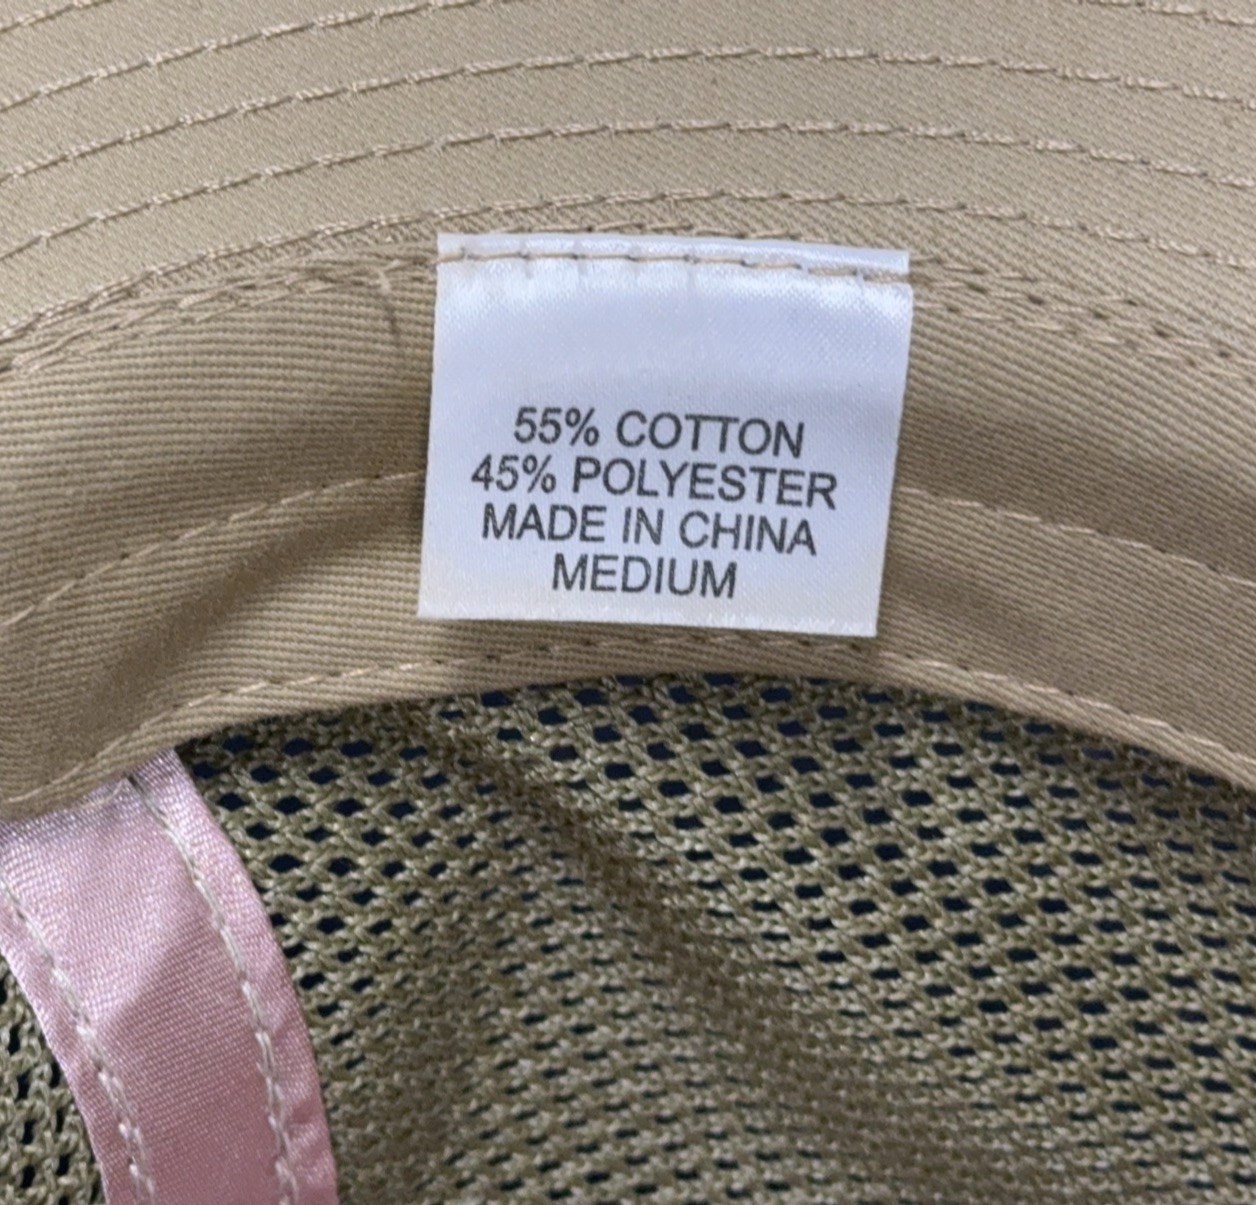 55% COTTON
45% POLYESTER
MADE IN CHINA
MEDIUM